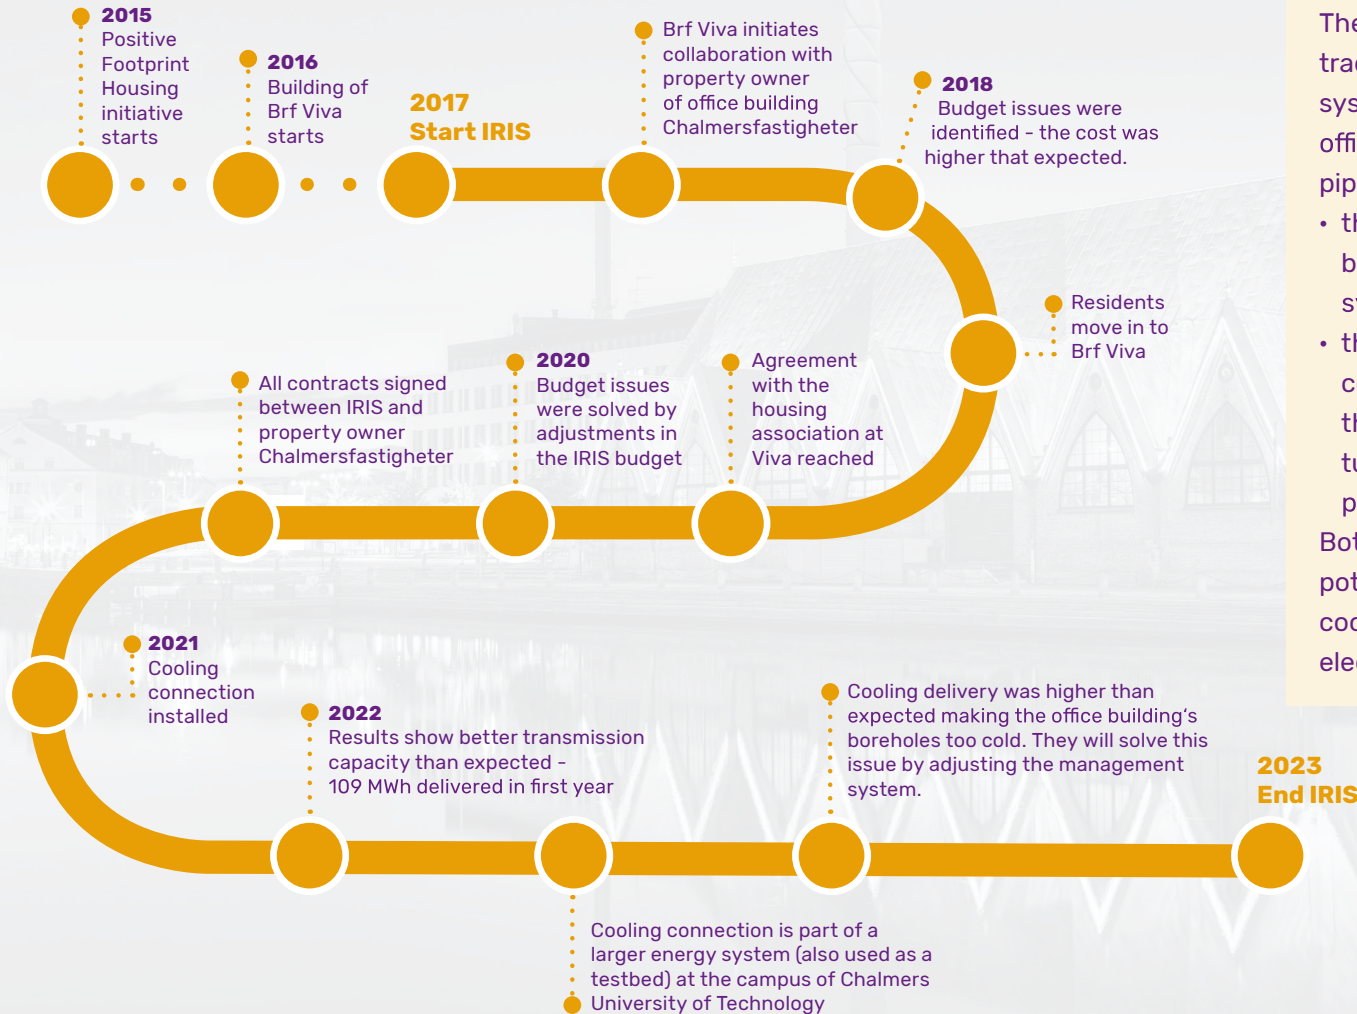 2015
Positive
Footprint
Housing
initiative
starts
2016
Building of
Brf Viva
starts
2017
Start IRIS
Brf Viva initiates
collaboration with
property owner
of office building
Chalmersfastigheter
2018
Budget issues were
identified - the cost was
higher that expected.
Residents
move in to
Brf Viva
Agreement
with the
housing
association at
Viva reached
2020
Budget issues
were solved by
adjustments in
the IRIS budget
All contracts signed
between IRIS and
property owner
Chalmersfastigheter
2021
Cooling
connection
installed
2022
Results show better transmission
capacity than expected -
109 MWh delivered in first year
Cooling connection is part of a
larger energy system (also used as a
testbed) at the campus of Chalmers
University of Technology
Cooling delivery was higher than
expected making the office building‘s
boreholes too cold. They will solve this
issue by adjusting the management
system.
2023
End IRIS